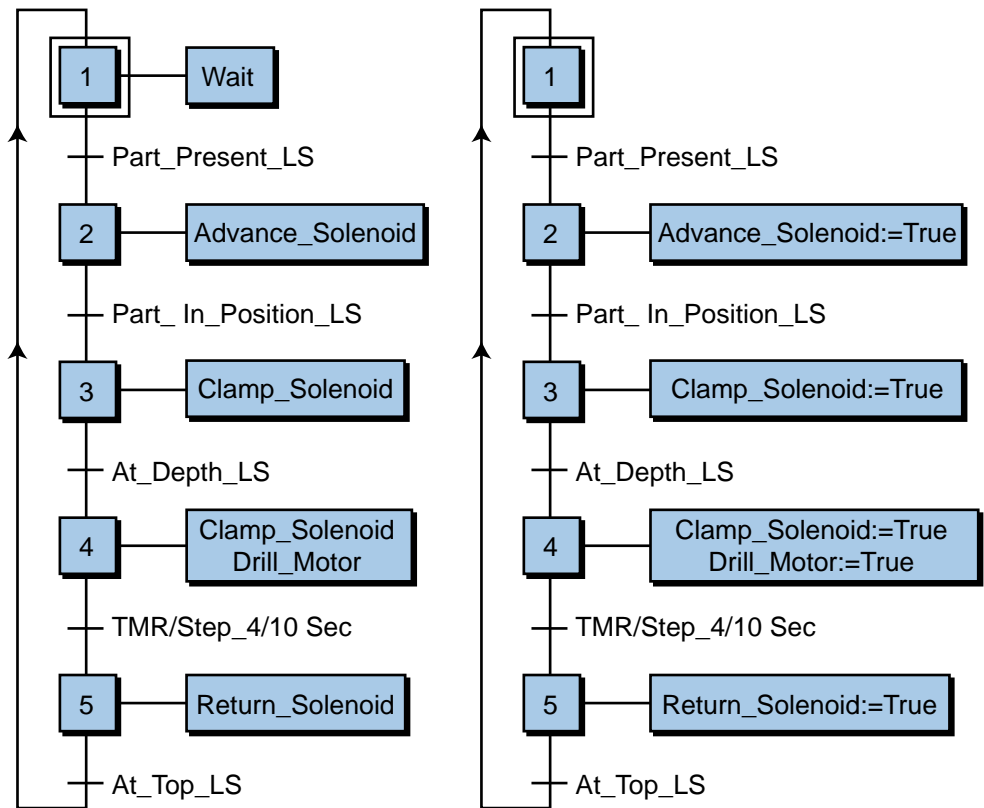 1
Wait
Part_Present_LS
2
Advance_Solenoid
Part_ In_Position_LS
3
Clamp_Solenoid
At_Depth_LS
4
Clamp_Solenoid
Drill_Motor
TMR/Step_4/10 Sec
5
Return_Solenoid
At_Top_LS
1
Part_Present_LS
2
Advance_Solenoid:=True
Part_ In_Position_LS
3
Clamp_Solenoid:=True
At_Depth_LS
4
Clamp_Solenoid:=True
Drill_Motor:=True
TMR/Step_4/10 Sec
5
Return_Solenoid:=True
At_Top_LS